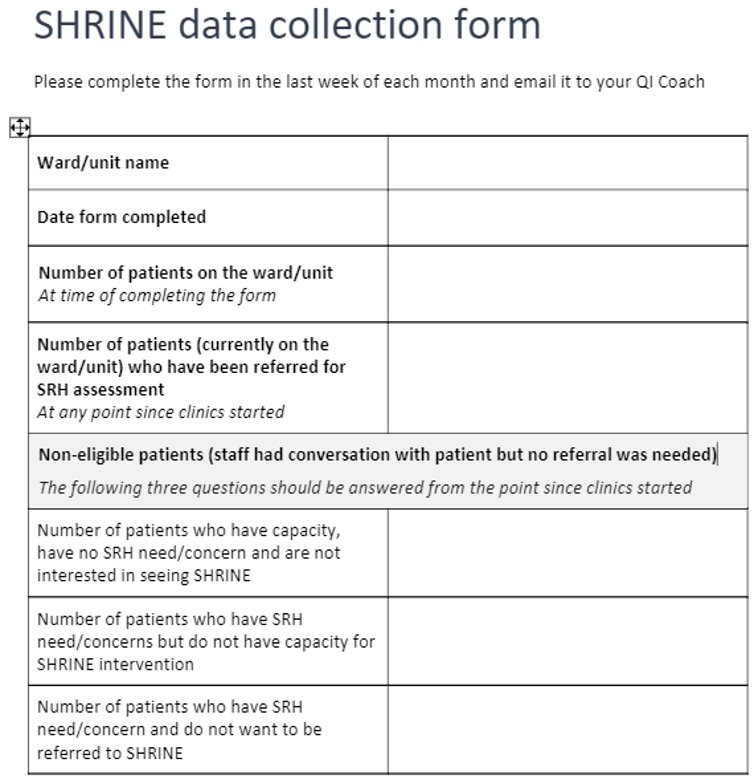 SHRINE data collection form
Please complete the form in the last week of each month and email it to your QI Coach
Ward/unit name
Date form completed
Number of patients on the ward/unit
At time of completing the form
Number of patients (currently on the
ward/unit) who have been referred for
SRH assessment
At any point since clinics started
Non-eligible patients (staff had conversation with patient but no referral was needed)
The following three questions should be answered from the point since clinics started
Number of patients who have capacity,
have no SRH need/concern and are not
interested in seeing SHRINE
Number of patients who have SRH
need/concerns but do not have capacity for
SHRINE intervention
Number of patients who have SRH
need/concern and do not want to be
referred to SHRINE